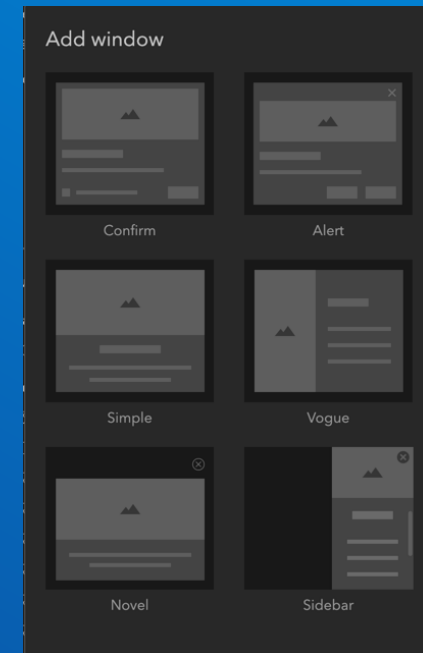 Add window
Confirm
Alert
Simple
Vogue
Novel
Sidebar